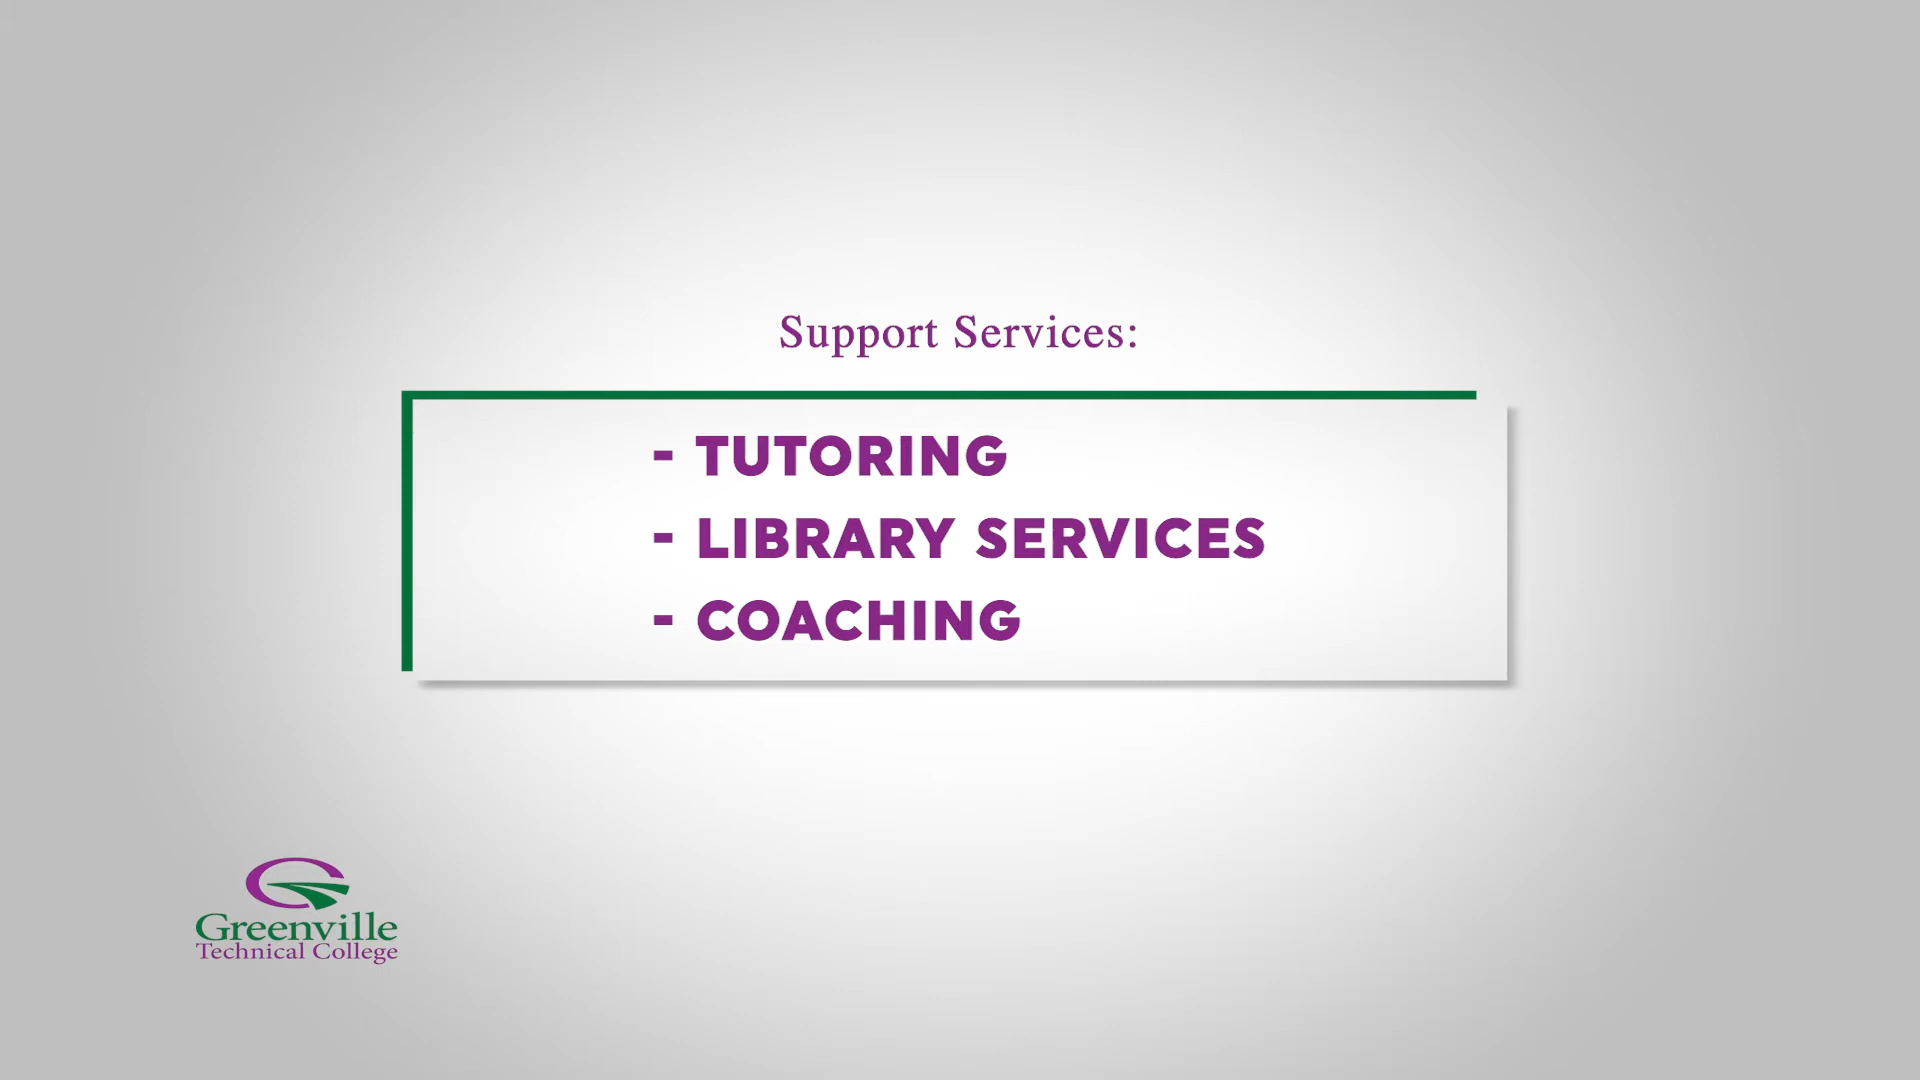 Support Services:
- TUTORING
- LIBRARY SERVICES
- COACHING
Greenville
Technical College